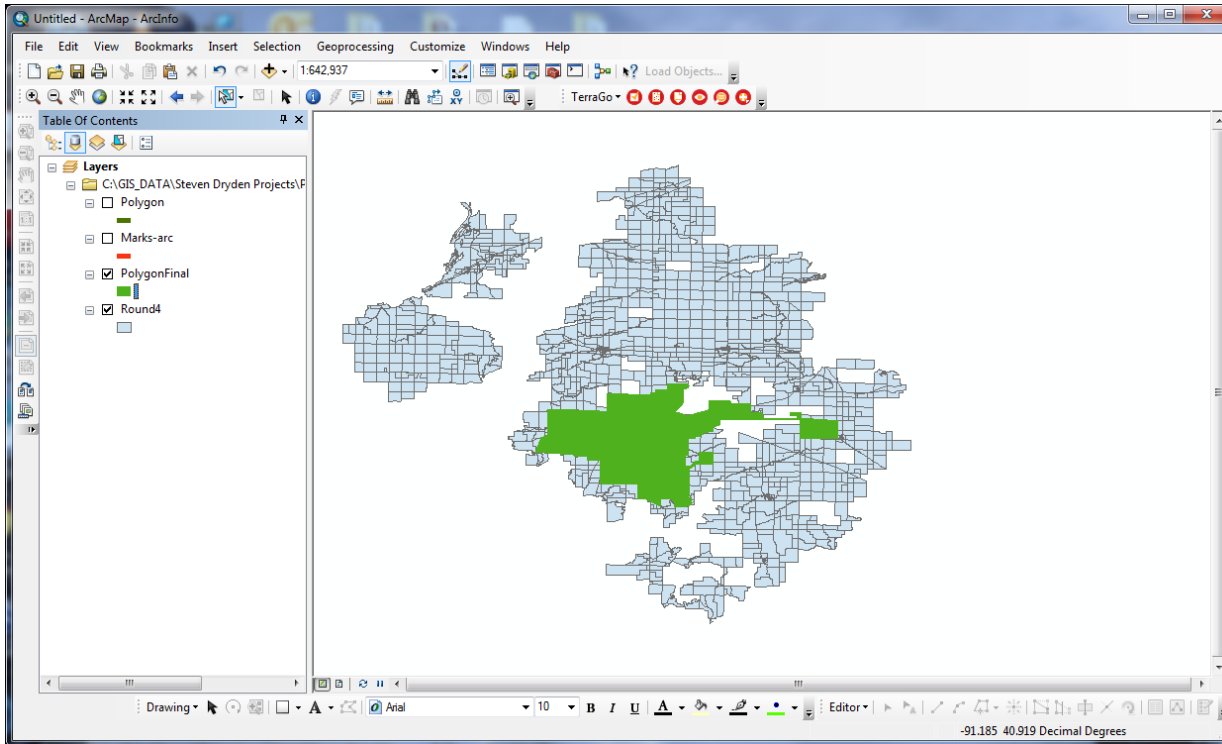 Untitled - ArcMap - ArcInfo
File Edit View Bookmarks Insert Selection Geoprocessing Customize Windows Help
1:642,937 Load Objects...
TerraGo
Table Of Contents
Layers
C:\GIS_DATA\Steven Dryden Projects\P
Polygon
Marks-arc
PolygonFinal
Round4
Drawing A Arial 10 B I U A Editor
-91.185 40.919 Decimal Degrees